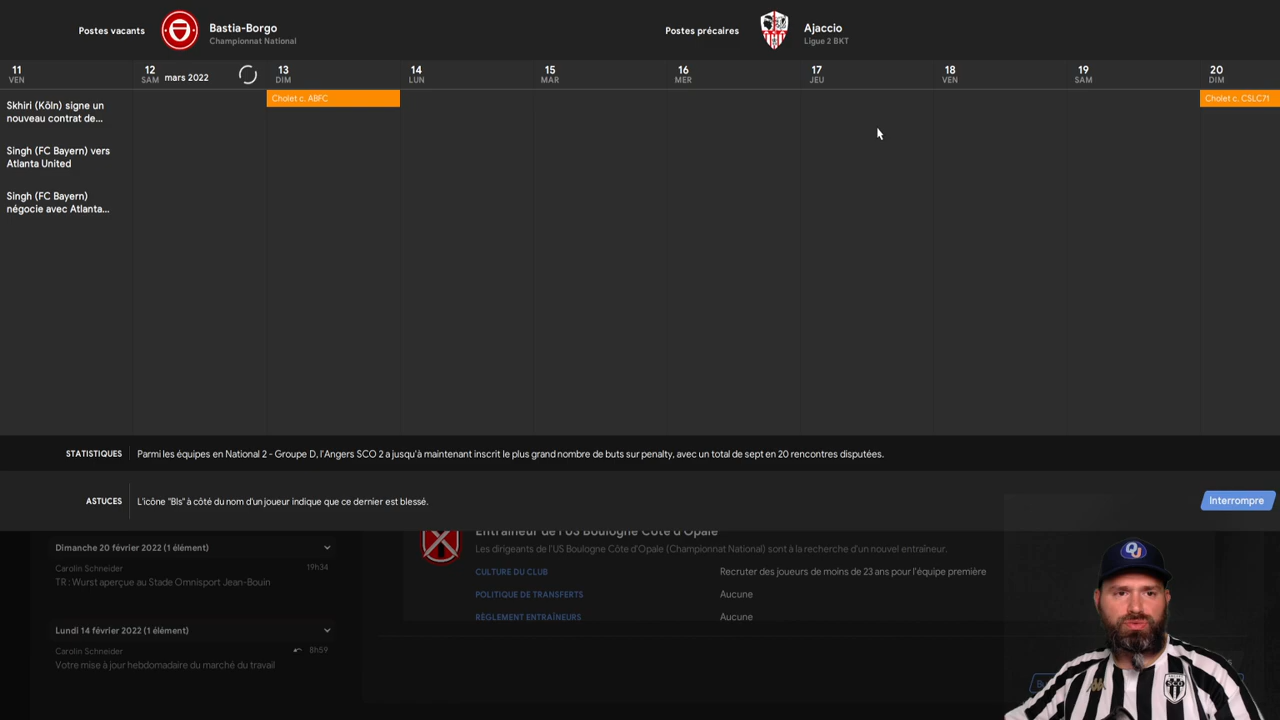 Postes vacants
Bastia-Borgo
Championnat National
Postes précaires
Ajaccio
Ligue 2 BKT
11
VEN
12
SAM
mars 2022
13
DIM
14
LUN
15
MAR
16
MER
17
JEU
18
VEN
19
SAM
20
DIM
Skhiri (Köln) signe un
nouveau contrat de...
Singh (FC Bayern) vers
Atlanta United
Singh (FC Bayern)
négocie avec Atlanta...
Cholet c. ABFC
Cholet c. CSLC71
STATISTIQUES
Parmi les équipes en National 2 - Groupe D, l'Angers SCO 2 a jusqu'à maintenant inscrit le plus grand nombre de buts sur penalty, avec un total de sept en 20 rencontres disputées.
ASTUCES
L'icône "Bls" à côté du nom d'un joueur indique que ce dernier est blessé.
Interrompre
Dimanche 20 février 2022 (1 élément)
Carolin Schneider
19h34
TR : Wurst aperçue au Stade Omnisport Jean-Bouin
Lundi 14 février 2022 (1 élément)
Carolin Schneider
8h59
Votre mise à jour hebdomadaire du marché du travail
Entraîneur de l'US Boulogne Côte d'Opale
Les dirigeants de l'US Boulogne Côte d'Opale (Championnat National) sont à la recherche d'un nouvel entraîneur.
CULTURE DU CLUB
Recruter des joueurs de moins de 23 ans pour l'équipe première
POLITIQUE DE TRANSFERTS
Aucune
RÈGLEMENT ENTRAÎNEURS
Aucune
SCO